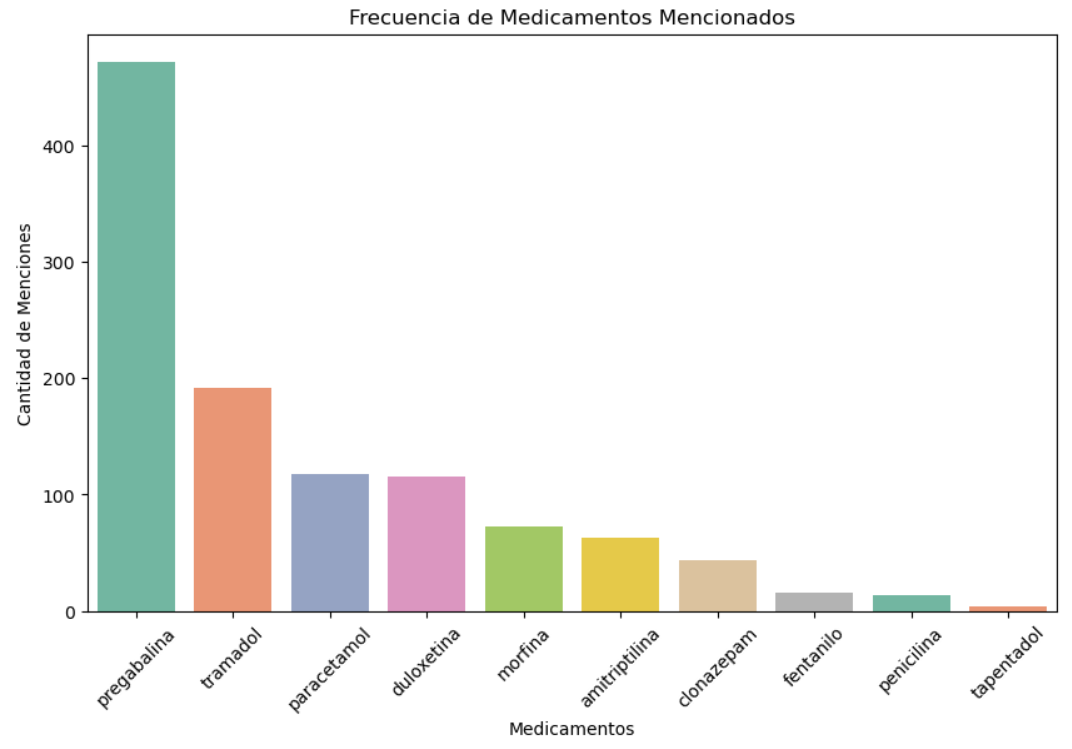 Frecuencia de Medicamentos Mencionados
Cantidad de Menciones
400
300
200
100
0
pregabalina
tramadol
paracetamol
duloxetina
morfina
amitriptilina
clonazepam
fentanilo
penicilina
tapentadol
Medicamentos